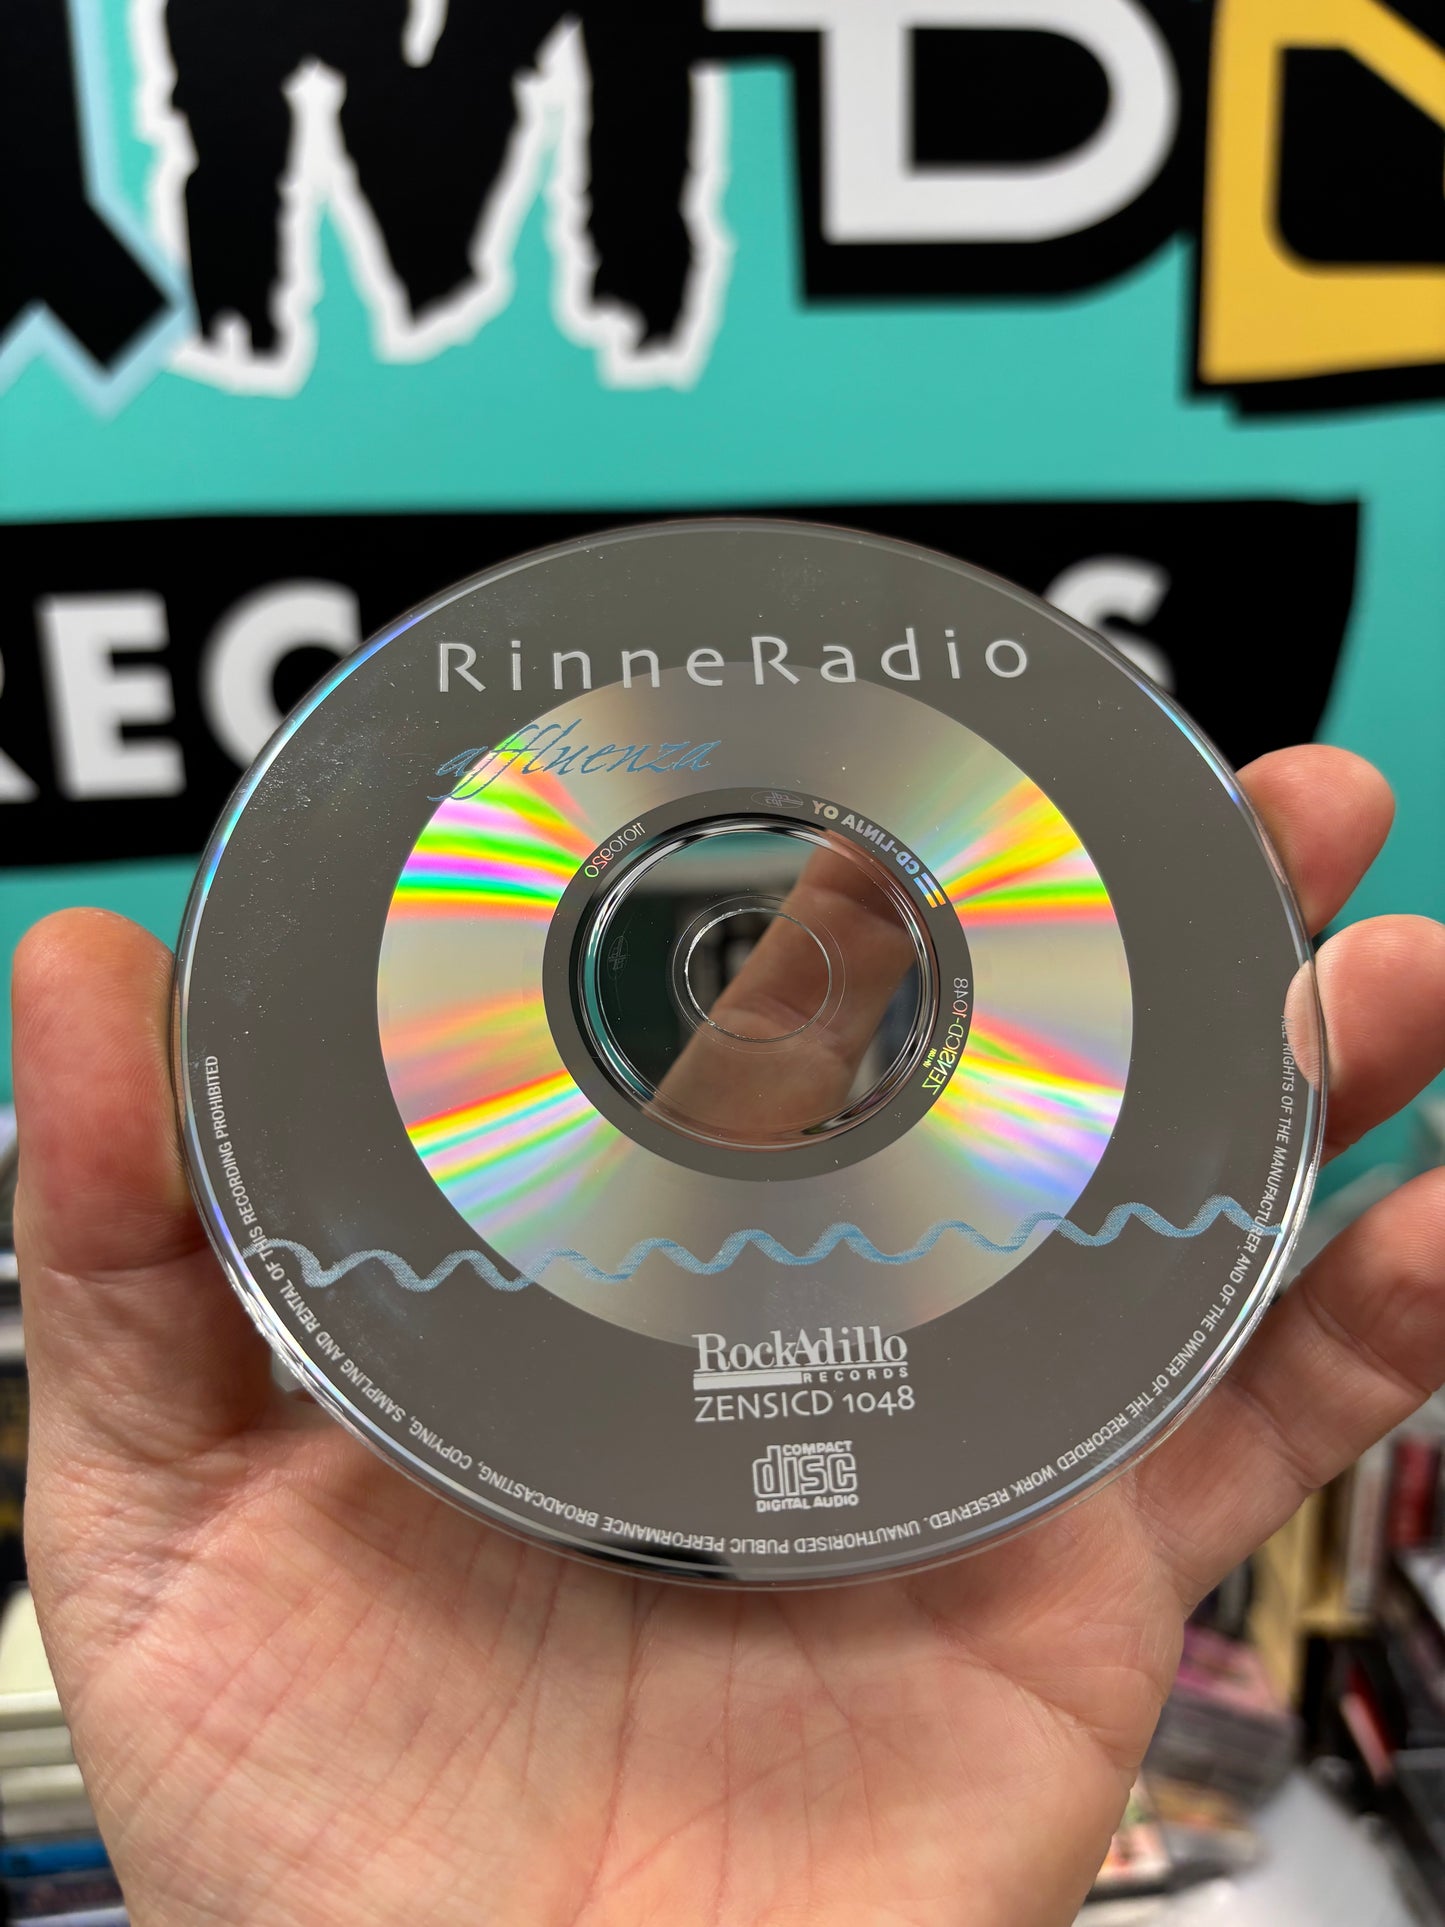 RECO S
RinneRadio
affluenza
CD-LINJA OY
11010920
ZENSICD-1048
RockAdillo
RECORDS
ZENSICD 1048
COMPACT
disc
DIGITAL AUDIO
ALL RIGHTS OF THE MANUFACTURER AND OF THE OWNER OF THE RECORDED WORK RESERVED. UNAUTHORISED PUBLIC PERFORMANCE BROADCASTING, COPYING, SAMPLING AND RENTAL OF THIS RECORDING PROHIBITED